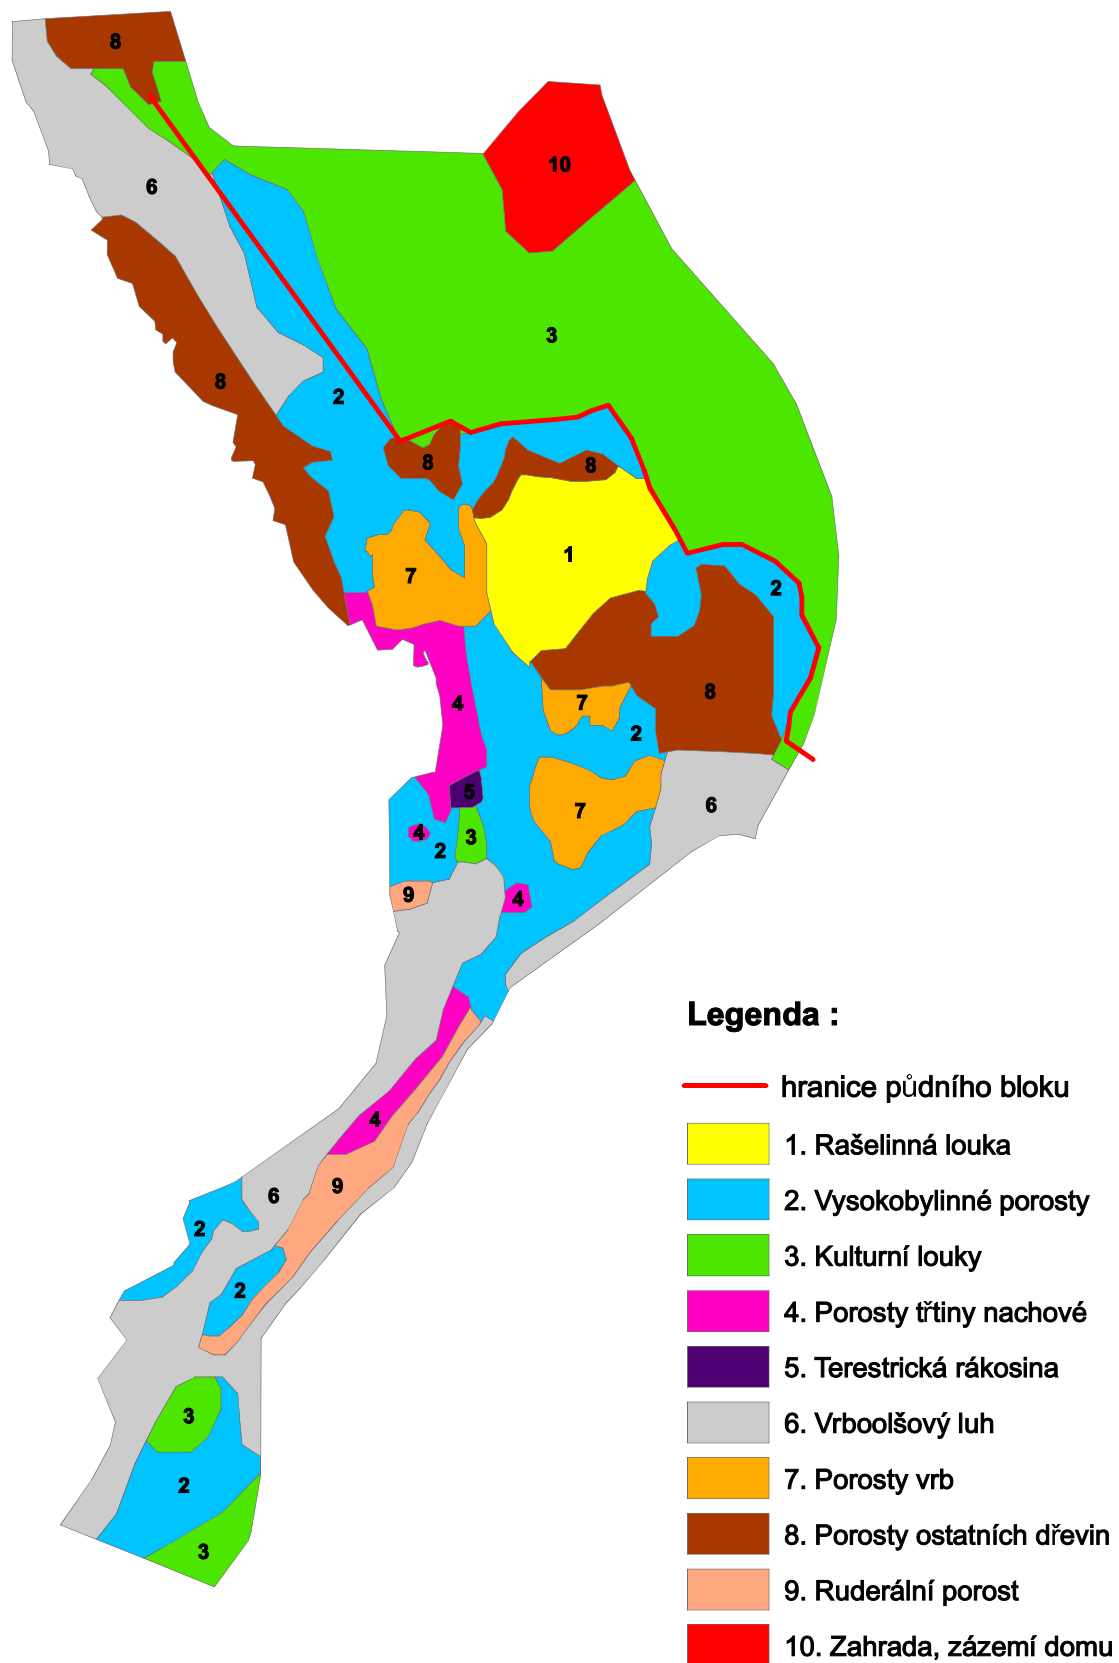 8
10
6
3
8
2
8
8
1
7
2
8
7
4
2
5
6
7
4
3
2
9
4
4
9
6
2
2
3
2
3
Legenda :
hranice půdního bloku
1. Rašelinná louka
2. Vysokobylinné porosty
3. Kulturní louky
4. Porosty třtiny nachové
5. Terestrická rákosina
6. Vrboolšový luh
7. Porosty vrb
8. Porosty ostatních dřevin
9. Ruderální porost
10. Zahrada, zázemí domu